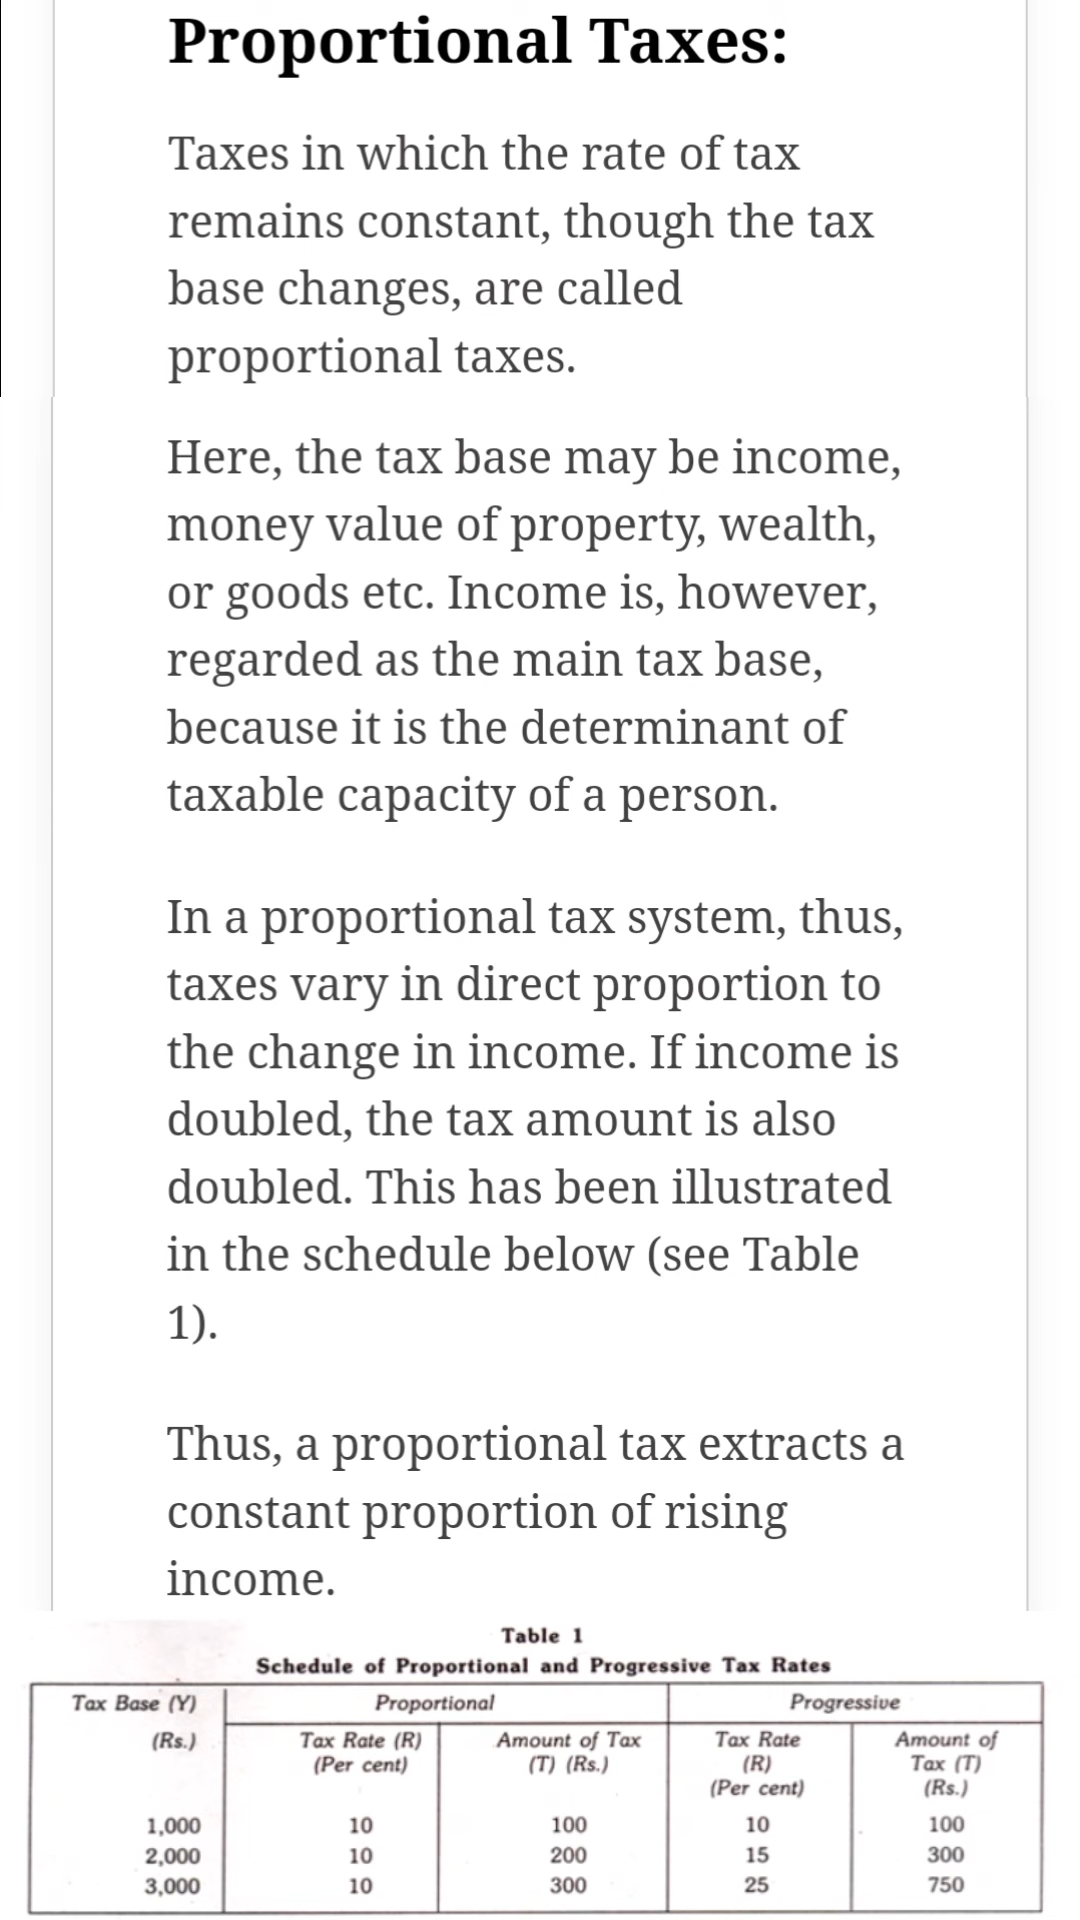 Proportional Taxes:
Taxes in which the rate of tax
remains constant, though the tax
base changes, are called
proportional taxes.
Here, the tax base may be income,
money value of property, wealth,
or goods etc. Income is, however,
regarded as the main tax base,
because it is the determinant of
taxable capacity of a person.
In a proportional tax system, thus,
taxes vary in direct proportion to
the change in income. If income is
doubled, the tax amount is also
doubled. This has been illustrated
in the schedule below (see Table
1).
Thus, a proportional tax extracts a
constant proportion of rising
income.
Table 1
Schedule of Proportional and Progressive Tax Rates
Tax Base (Y) Proportional Progressive
(Rs.) Tax Rate (R) Amount of Tax Tax Rate Amount of
(Per cent) (T) (Rs.) (R) Tax (T)
(Per cent) (Rs.)
1,000 10 100 10 100
2,000 10 200 15 300
3,000 10 300 25 750